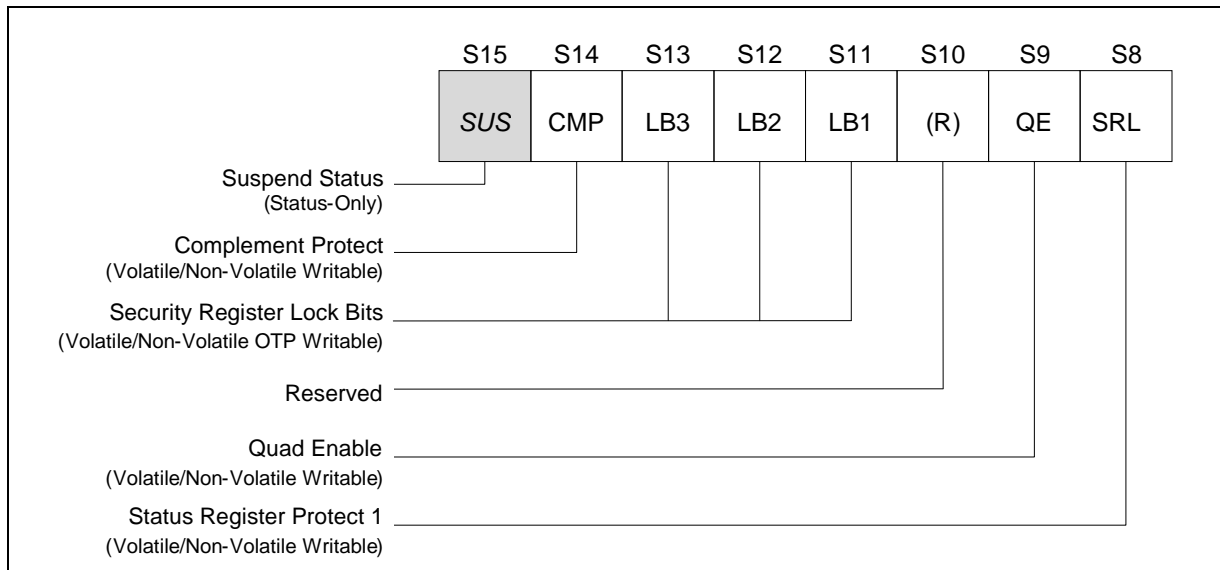 S15 S14 S13 S12 S11 S10 S9 S8
SUS CMP LB3 LB2 LB1 (R) QE SRL
Suspend Status
(Status-Only)
Complement Protect
(Volatile/Non-Volatile Writable)
Security Register Lock Bits
(Volatile/Non-Volatile OTP Writable)
Reserved
Quad Enable
(Volatile/Non-Volatile Writable)
Status Register Protect 1
(Volatile/Non-Volatile Writable)